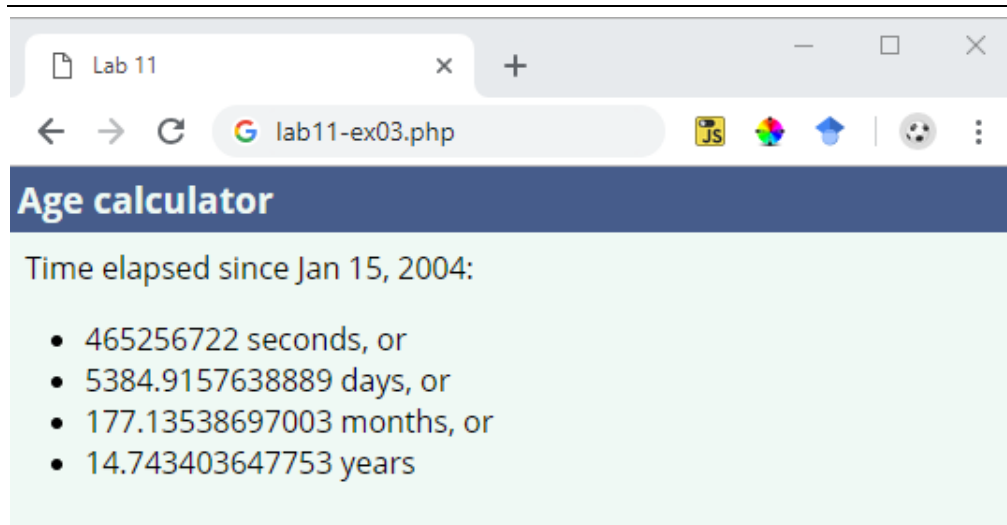 Lab 11
lab11-ex03.php
JS
Age calculator
Time elapsed since Jan 15, 2004:
465256722 seconds, or
5384.9157638889 days, or
177.13538697003 months, or
14.743403647753 years